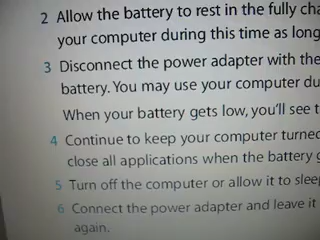 2 Allow the battery to rest in the fully
your computer during this time as long
3 Disconnect the power adapter with the
battery. You may use your computer
When your battery gets low, you'll see
4 Continue to keep your computer turned
close all applications when the battery
5 Turn off the computer or allow it to sleep
6 Connect the power adapter and leave it
again.